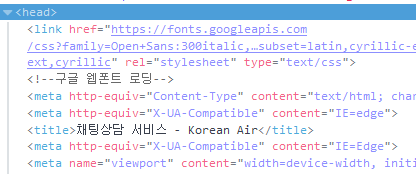 <head>
<link href="https://fonts.googleapis.com
/css?family=Open+Sans:300italic,…subset=latin,cyrillic-e
ext,cyrillic" rel="stylesheet" type="text/css">
<!--구글 웹폰트 로딩-->
<meta http-equiv="Content-Type" content="text/html; char
<meta http-equiv="X-UA-Compatible" content="IE=edge">
<title>채팅상담 서비스 - Korean Air</title>
<meta http-equiv="X-UA-Compatible" content="IE=edge">
<meta name="viewport" content="width=device-width, initi